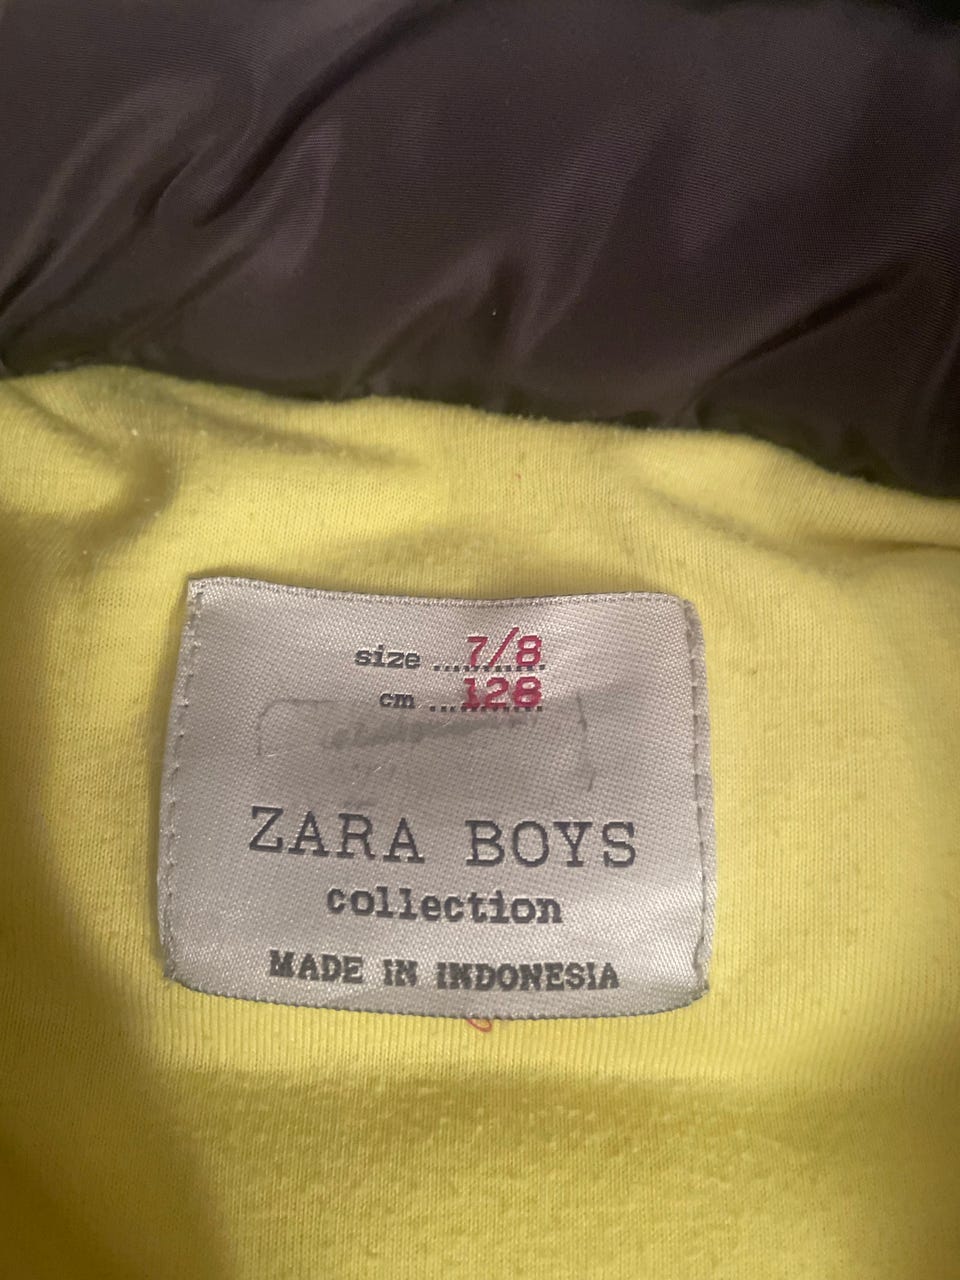 size ....7/8.
cm ....128
ZARA BOYS
collection
MADE IN INDONESIA